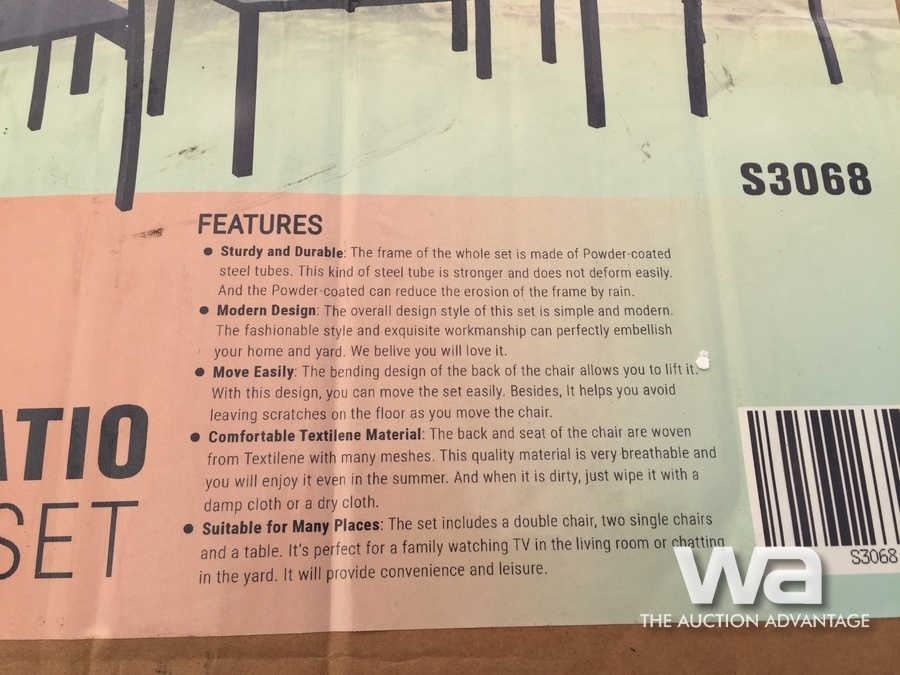 S3068
FEATURES
● Sturdy and Durable: The frame of the whole set is made of Powder-coated
steel tubes. This kind of steel tube is stronger and does not deform easily.
And the Powder-coated can reduce the erosion of the frame by rain.
● Modern Design: The overall design style of this set is simple and modern.
The fashionable style and exquisite workmanship can perfectly embellish
your home and yard. We belive you will love it.
● Move Easily: The bending design of the back of the chair allows you to lift it.
With this design, you can move the set easily. Besides, It helps you avoid
leaving scratches on the floor as you move the chair.
● Comfortable Textilene Material: The back and seat of the chair are woven
from Textilene with many meshes. This quality material is very breathable and
you will enjoy it even in the summer. And when it is dirty, just wipe it with a
damp cloth or a dry cloth.
● Suitable for Many Places: The set includes a double chair, two single chairs
and a table. It's perfect for a family watching TV in the living room or chatting
in the yard. It will provide convenience and leisure.
ATIO
SET
S3068
wa
THE AUCTION ADVANTAGE